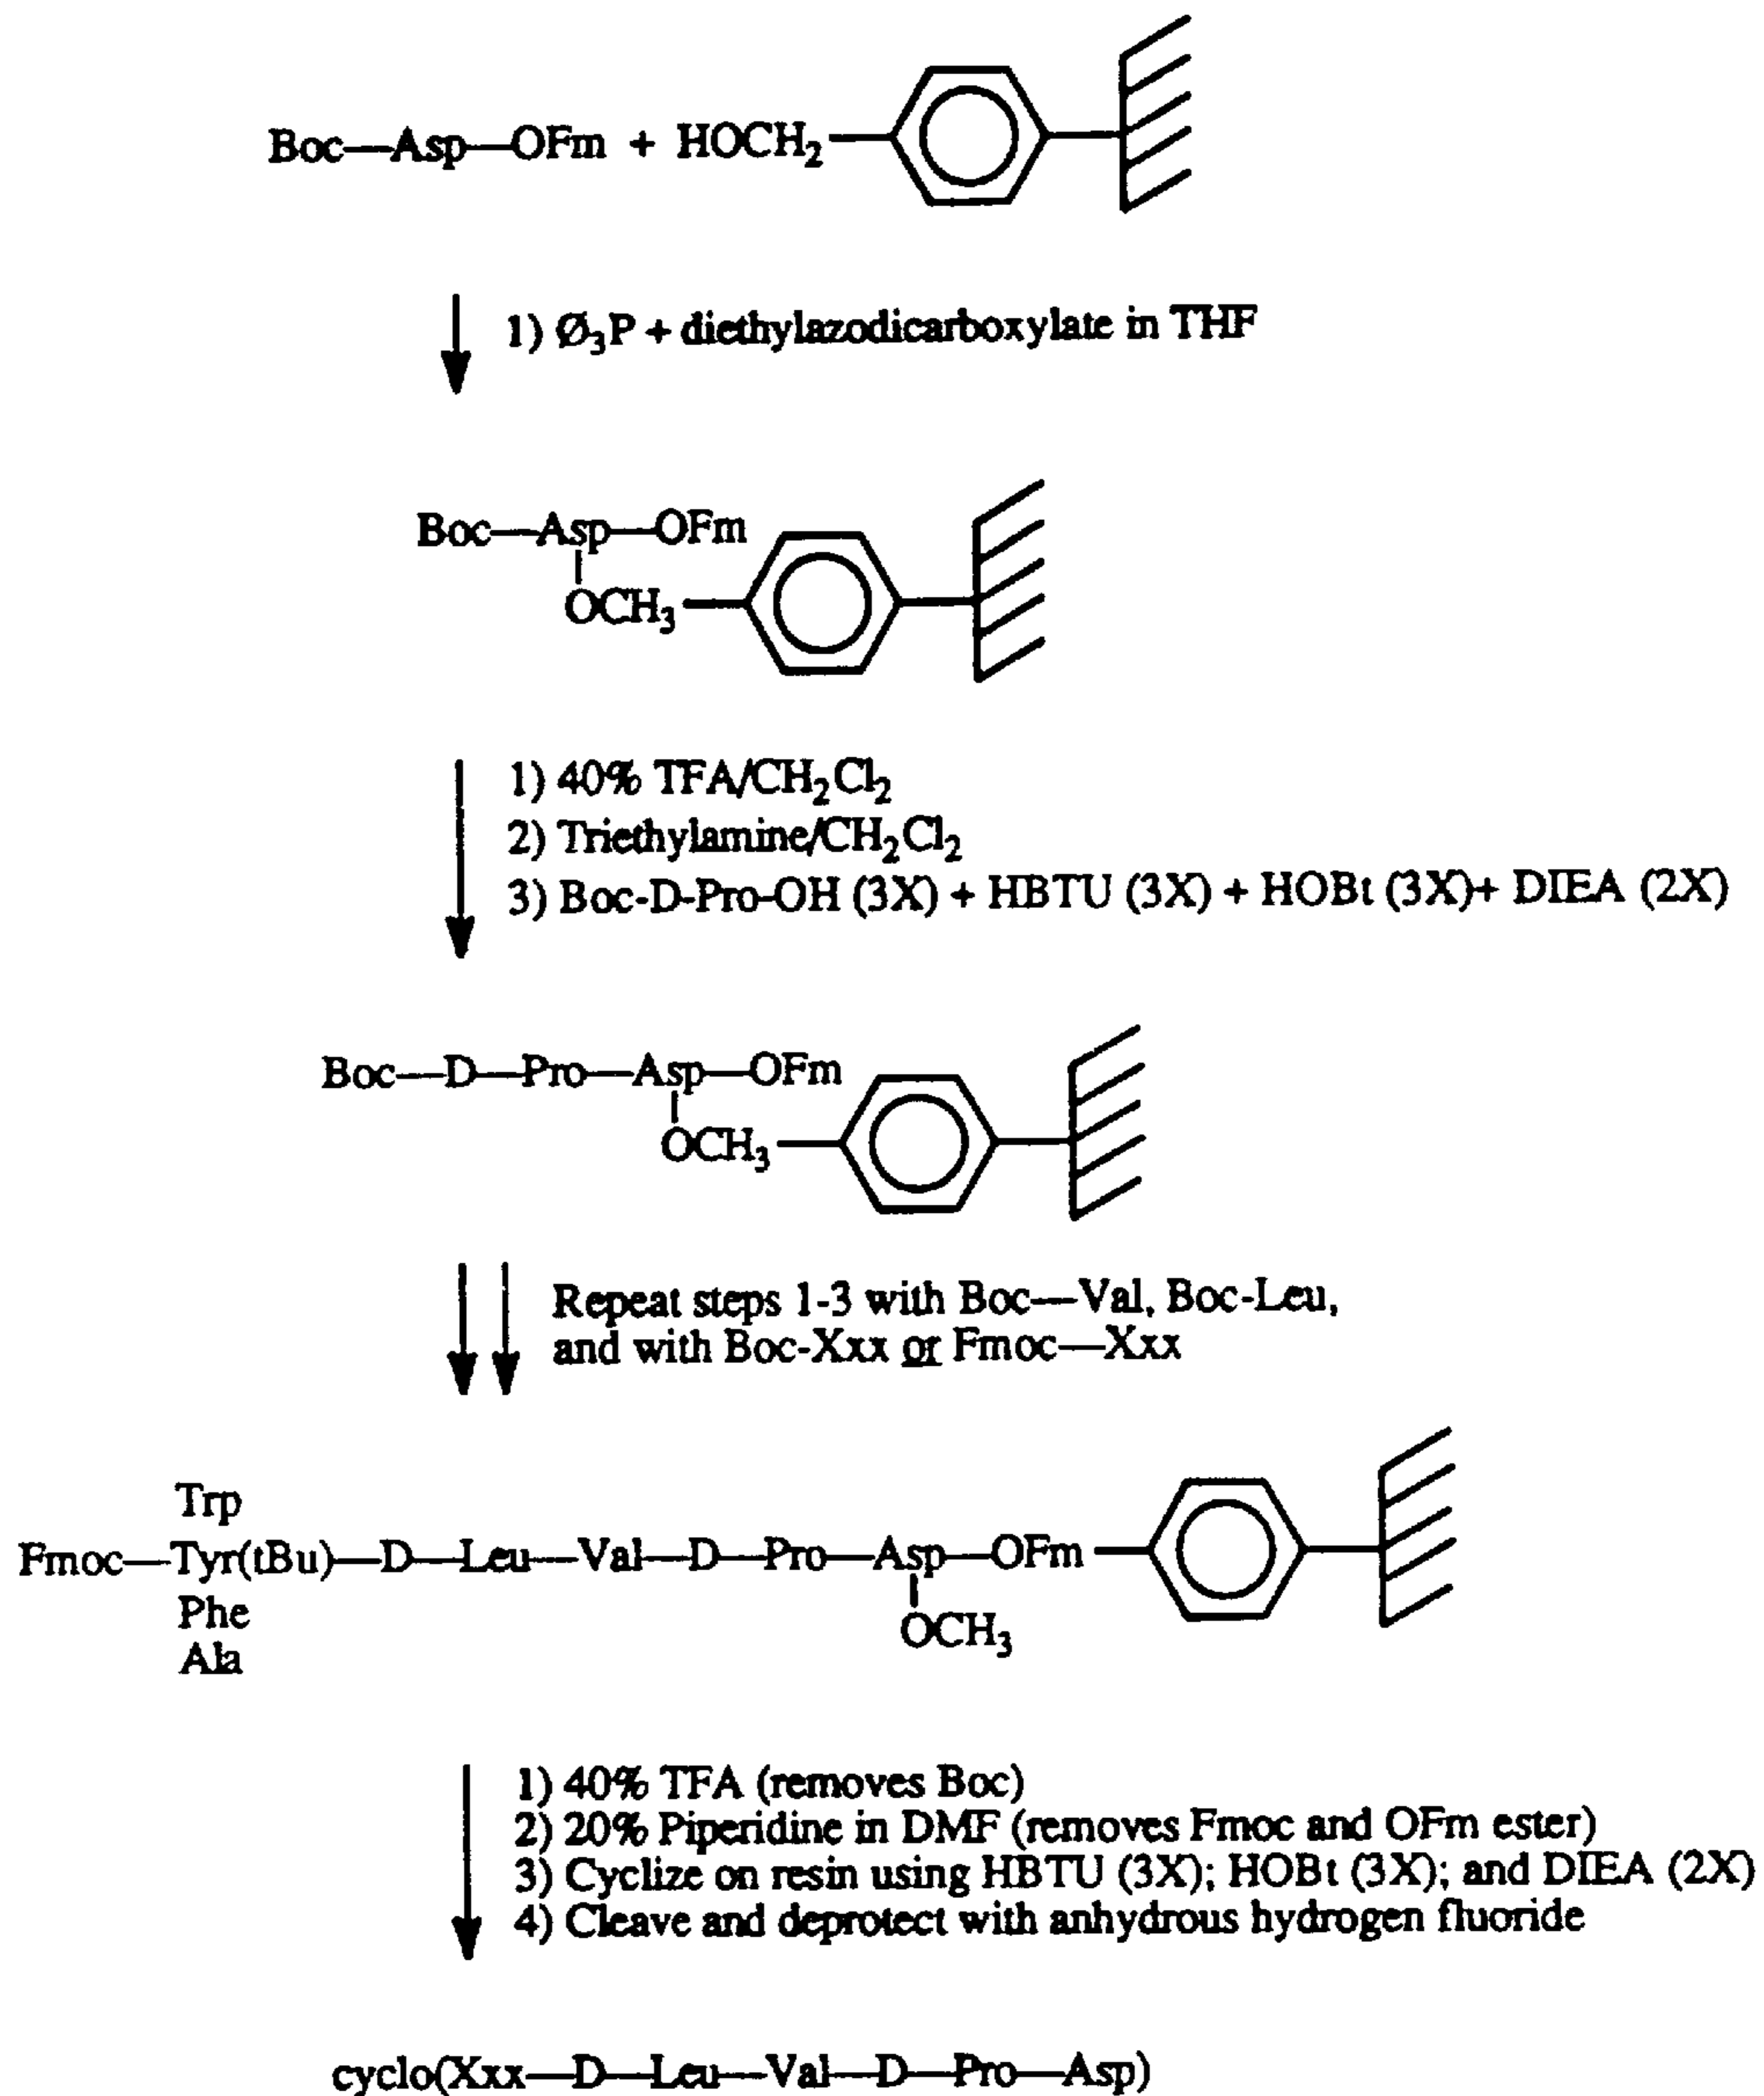 Boc—Asp—OFm + HOCH₂
1) Ø₃P + diethylazodicarboxylate in THF
Boc—Asp—OFm
OCH₃
1) 40% TFA/CH₂Cl₂
2) Triethylamine/CH₂Cl₂
3) Boc-D-Pro-OH (3X) + HBTU (3X) + HOBt (3X)+ DIEA (2X)
Boc—D—Pro—Asp—OFm
OCH₃
Repeat steps 1-3 with Boc—Val, Boc-Leu,
and with Boc-Xxx or Fmoc—Xxx
Trp
Fmoc—Tyr(tBu)—D—Leu—Val—D—Pro—Asp—OFm
Phe
OCH₃
Ala
1) 40% TFA (removes Boc)
2) 20% Piperidine in DMF (removes Fmoc and OFm ester)
3) Cyclize on resin using HBTU (3X); HOBt (3X); and DIEA (2X)
4) Cleave and deprotect with anhydrous hydrogen fluoride
cyclo(Xxx—D—Leu—Val—D—Pro—Asp)